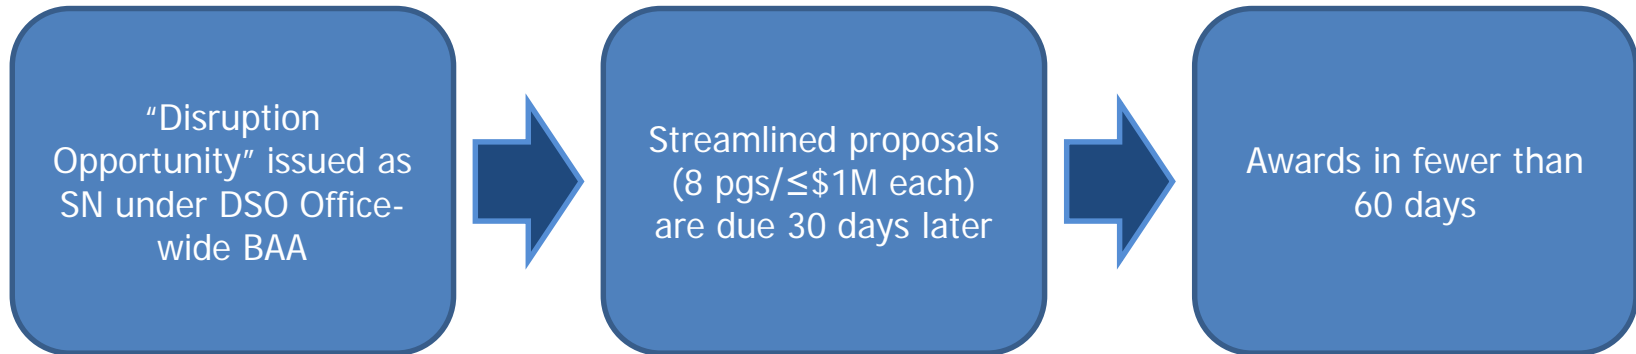 “Disruption
Opportunity” issued as
SN under DSO Office-
wide BAA
Streamlined proposals
(8 pgs/≤$1M each)
are due 30 days later
Awards in fewer than
60 days